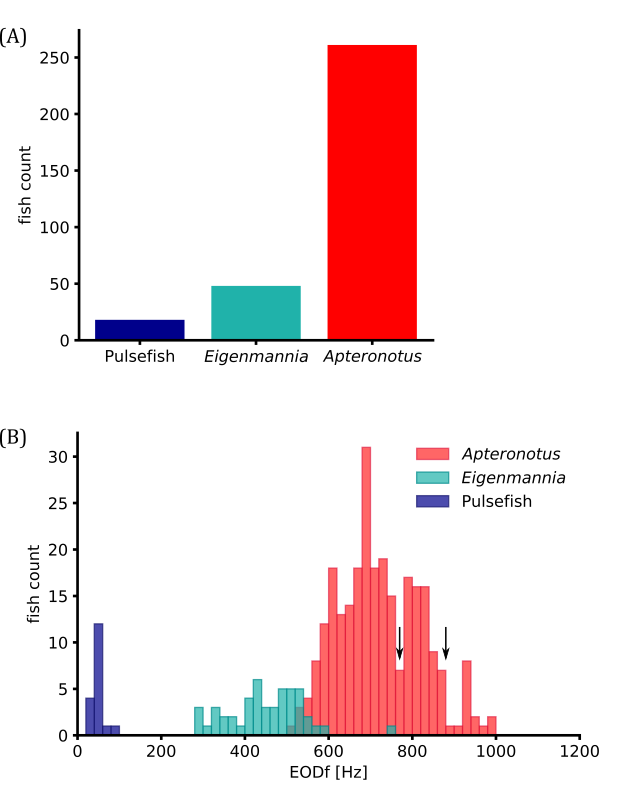 (A)
250
200
150
100
50
0
fish count
Pulsefish Eigenmannia Apteronotus
(B)
30
25
20
15
10
5
0
fish count
Apteronotus
Eigenmannia
Pulsefish
0 200 400 600 800 1000 1200
EODf [Hz]